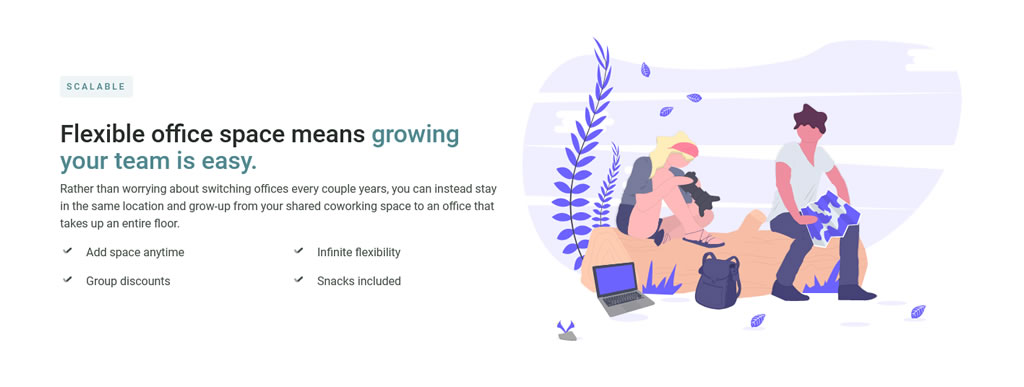 SCALABLE
Flexible office space means growing
your team is easy.
Rather than worrying about switching offices every couple years, you can instead stay
in the same location and grow-up from your shared coworking space to an office that
takes up an entire floor.
Add space anytime
Infinite flexibility
Group discounts
Snacks included